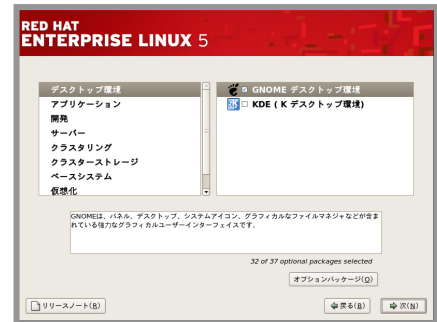 RED HAT
ENTERPRISE LINUX 5
デスクトップ環境
アプリケーション
開発
サーバー
クラスタリング
クラスターストレージ
ベースシステム
仮想化
GNOME デスクトップ環境
KDE ( K デスクトップ環境)
GNOMEは、パネル、デスクトップ、システムアイコン、グラフィカルなファイルマネジャなどが含ま
れている強力なグラフィカルユーザーインターフェイスです。
32 of 37 optional packages selected
オプションパッケージ(O)
リリースノート(R)
戻る(B)
次(N)